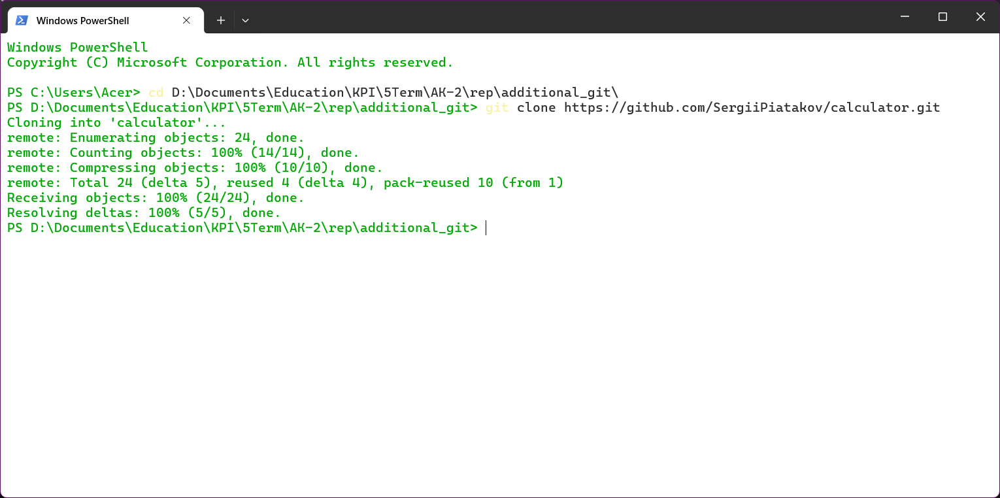 Windows PowerShell
Windows PowerShell
Copyright (C) Microsoft Corporation. All rights reserved.
PS C:\Users\Acer> cd D:\Documents\Education\KPI\5Term\AK-2\rep\additional_git\
PS D:\Documents\Education\KPI\5Term\AK-2\rep\additional_git> git clone https://github.com/SergiiPiatakov/calculator.git
Cloning into 'calculator'...
remote: Enumerating objects: 24, done.
remote: Counting objects: 100% (14/14), done.
remote: Compressing objects: 100% (10/10), done.
remote: Total 24 (delta 5), reused 4 (delta 4), pack-reused 10 (from 1)
Receiving objects: 100% (24/24), done.
Resolving deltas: 100% (5/5), done.
PS D:\Documents\Education\KPI\5Term\AK-2\rep\additional_git>